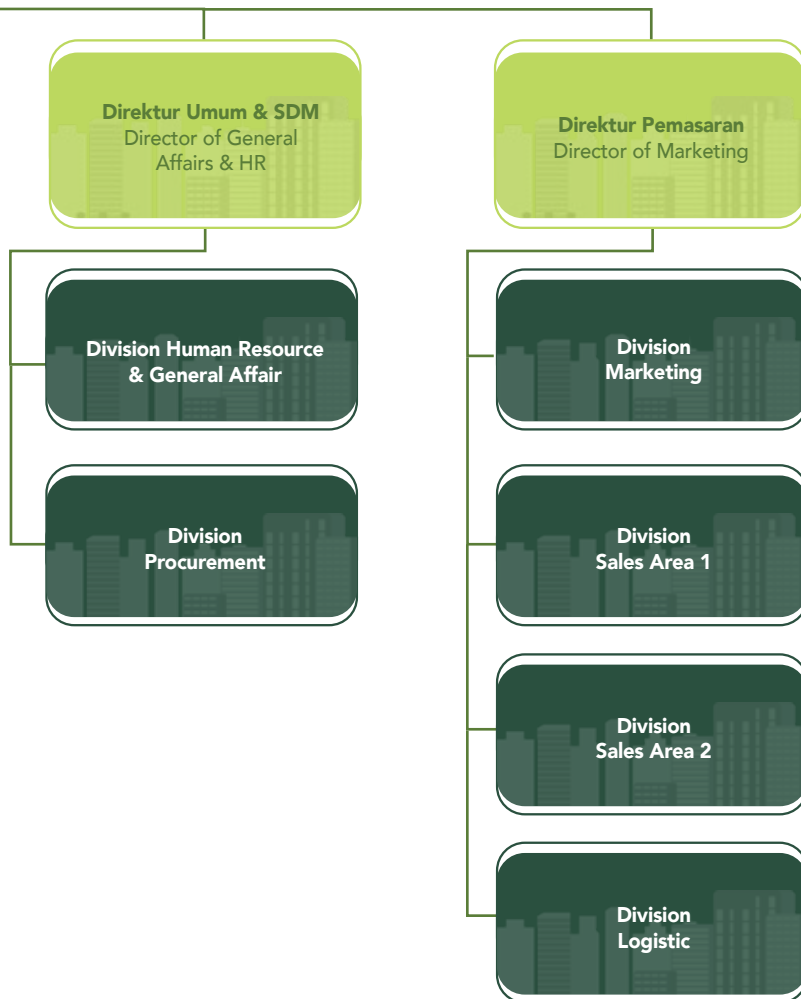 Direktur Umum & SDM
Director of General
Affairs & HR
Division Human Resource
& General Affair
Division
Procurement
Direktur Pemasaran
Director of Marketing
Division
Marketing
Division
Sales Area 1
Division
Sales Area 2
Division
Logistic